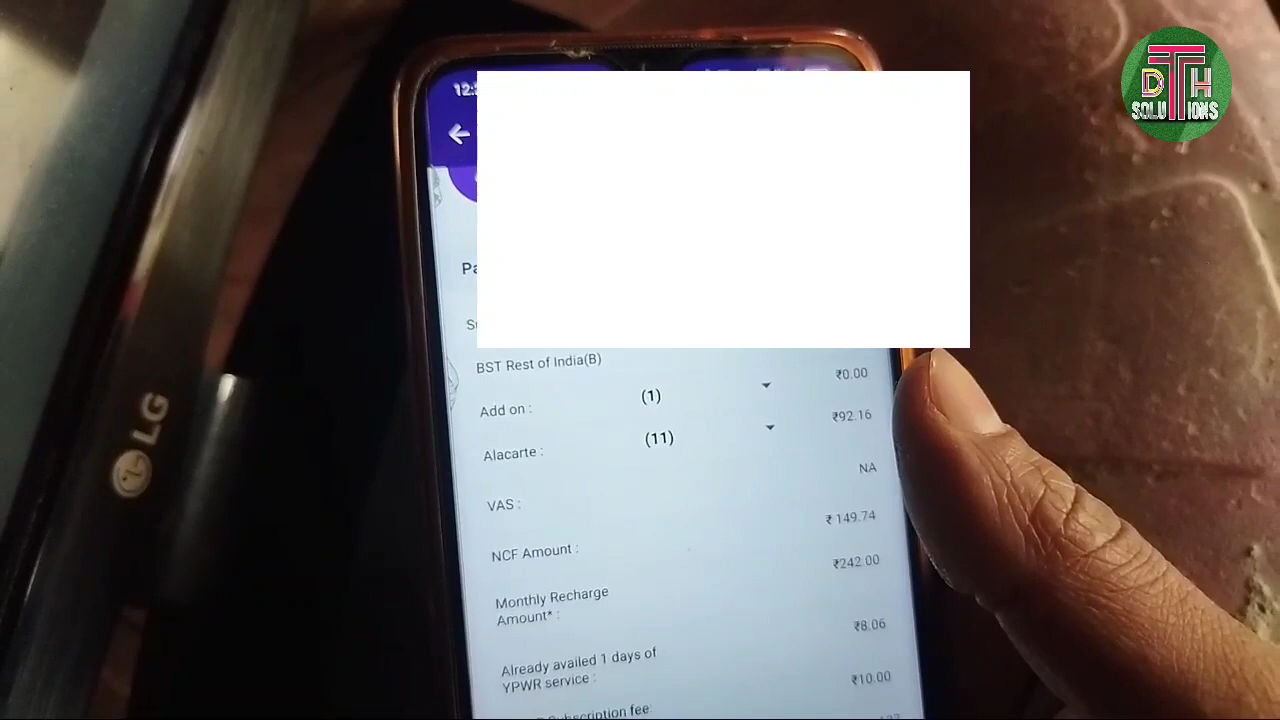 DTH
SOLUTIONS
12:
BST Rest of India(B)
₹0.00
Add on :
(1)
₹92.16
Alacarte :
(11)
NA
VAS :
₹ 149.74
NCF Amount :
₹242.00
Monthly Recharge
Amount* :
₹8.06
Already availed 1 days of
YPWR service :
₹10.00
Subscription fee:
LG